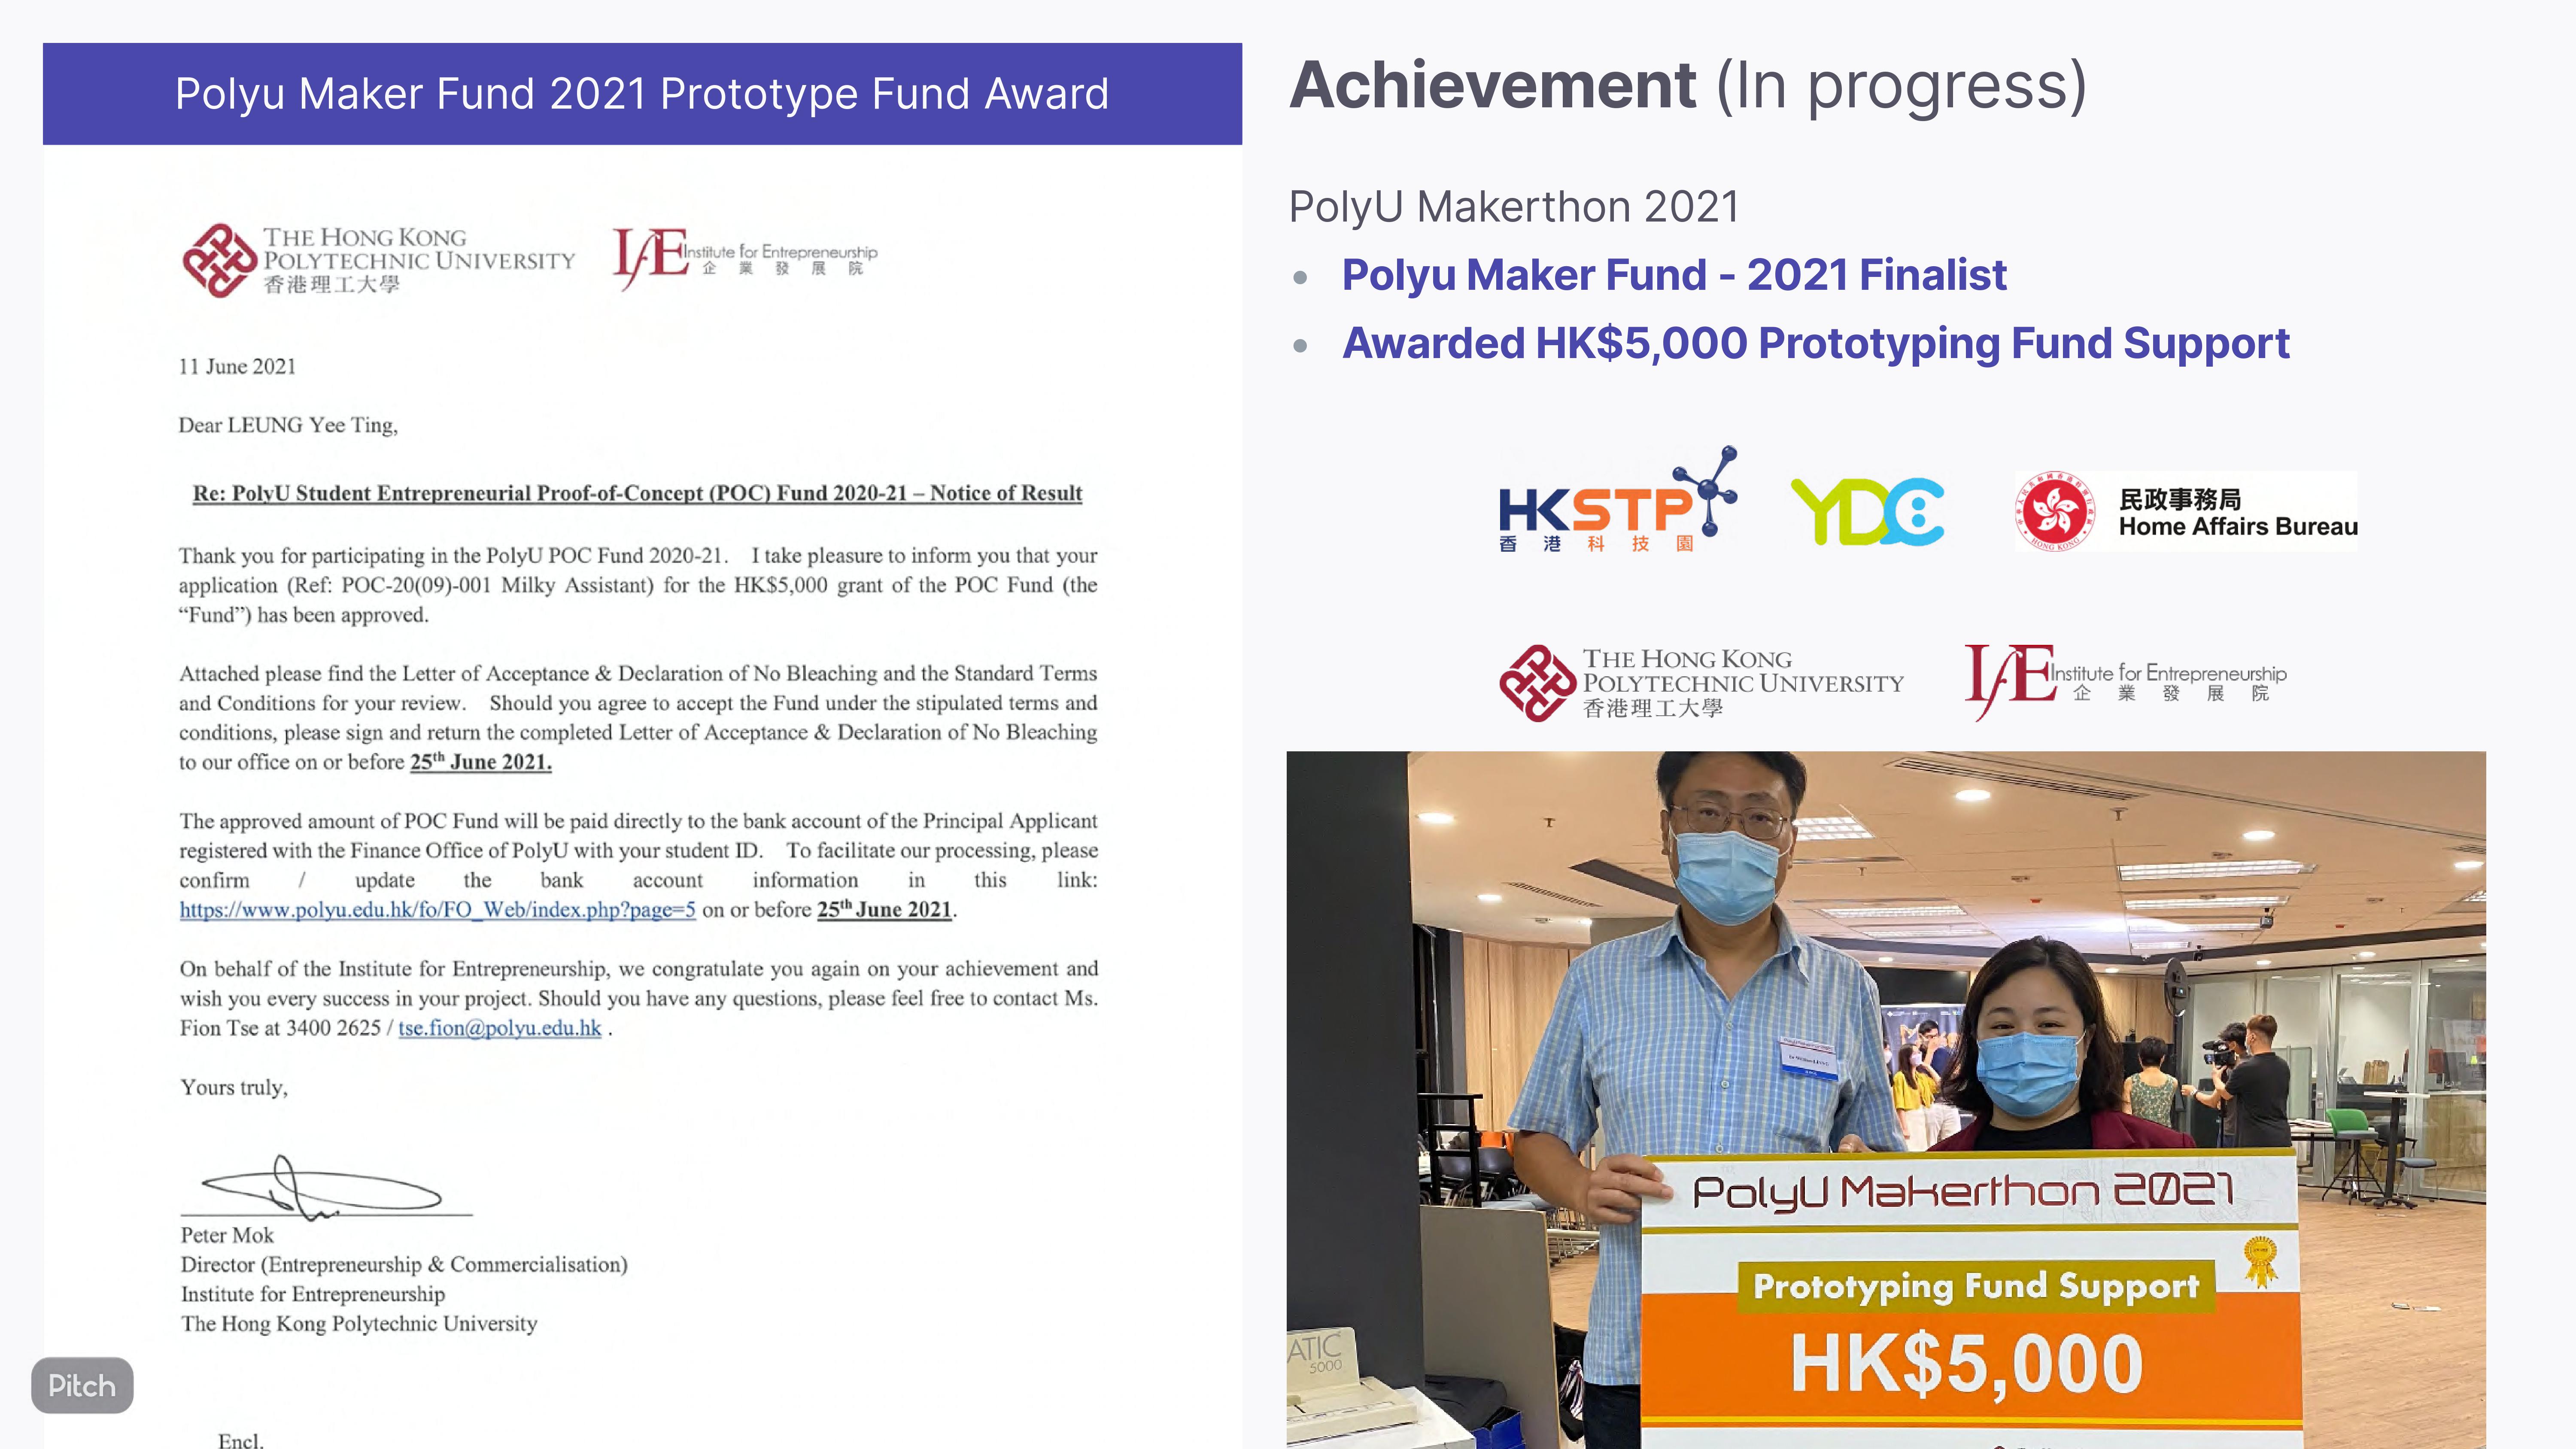 Polyu Maker Fund 2021 Prototype Fund Award
THE HONG KONG
POLYTECHNIC UNIVERSITY
香港理工大學
I/E Institute for Entrepreneurship
企業發展院
11 June 2021
Dear LEUNG Yee Ting,
Re: PolyU Student Entrepreneurial Proof-of-Concept (POC) Fund 2020-21 – Notice of Result
Thank you for participating in the PolyU POC Fund 2020-21. I take pleasure to inform you that your
application (Ref: POC-20(09)-001 Milky Assistant) for the HK$5,000 grant of the POC Fund (the
“Fund”) has been approved.
Attached please find the Letter of Acceptance & Declaration of No Bleaching and the Standard Terms
and Conditions for your review. Should you agree to accept the Fund under the stipulated terms and
conditions, please sign and return the completed Letter of Acceptance & Declaration of No Bleaching
to our office on or before 25th June 2021.
The approved amount of POC Fund will be paid directly to the bank account of the Principal Applicant
registered with the Finance Office of PolyU with your student ID. To facilitate our processing, please
confirm / update the bank account information in this link:
https://www.polyu.edu.hk/fo/FO_Web/index.php?page=5 on or before 25th June 2021.
On behalf of the Institute for Entrepreneurship, we congratulate you again on your achievement and
wish you every success in your project. Should you have any questions, please feel free to contact Ms.
Fion Tse at 3400 2625 / tse.fion@polyu.edu.hk .
Yours truly,
Peter Mok
Director (Entrepreneurship & Commercialisation)
Institute for Entrepreneurship
The Hong Kong Polytechnic University
Encl.
Pitch
Achievement (In progress)
PolyU Makerthon 2021
• Polyu Maker Fund - 2021 Finalist
• Awarded HK$5,000 Prototyping Fund Support
HKSTP
香港科技園
YDC
民政事務局
Home Affairs Bureau
HONG KONG
THE HONG KONG
POLYTECHNIC UNIVERSITY
香港理工大學
I/E Institute for Entrepreneurship
企業發展院
PolyU Makerthon 2021
Prototyping Fund Support
HK$5,000
ATIC
5000